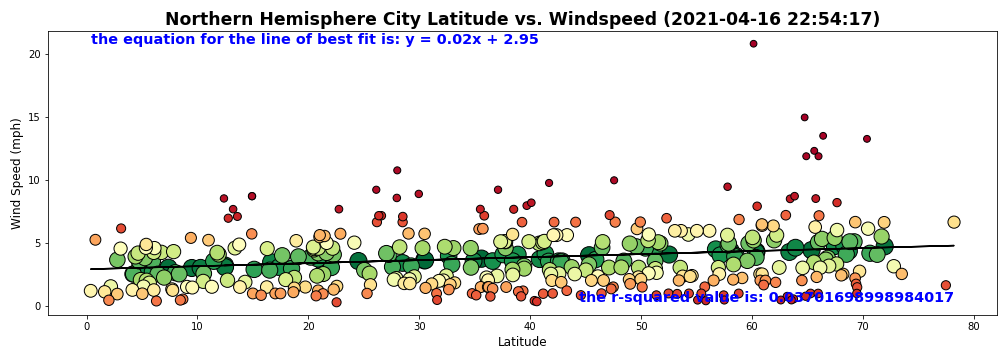 Northern Hemisphere City Latitude vs. Windspeed (2021-04-16 22:54:17)
the equation for the line of best fit is: y = 0.02x + 2.95
20
15
10
5
0
Wind Speed (mph)
the r-squared value is: 0.03701698998984017
0 10 20 30 40 50 60 70 80
Latitude